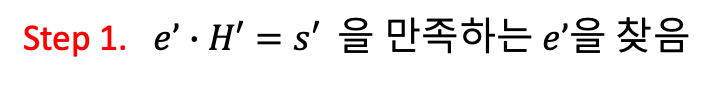 Step 1. e’ · H′ = s′ 을 만족하는 e’을 찾음